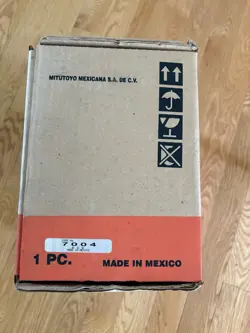 MITUTOYO MEXICANA S.A. DE C.V.
7004
1 PC.
MADE IN MEXICO